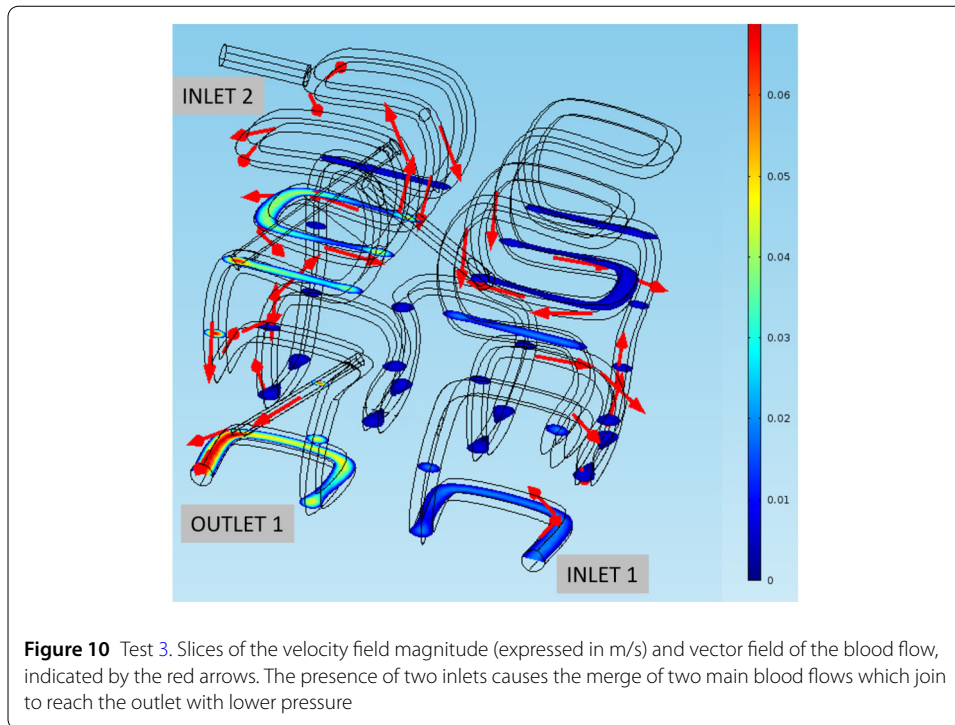 INLET 2
OUTLET 1
INLET 1
0.06
0.05
0.04
0.03
0.02
0.01
0
Figure 10 Test 3. Slices of the velocity field magnitude (expressed in m/s) and vector field of the blood flow,
indicated by the red arrows. The presence of two inlets causes the merge of two main blood flows which join
to reach the outlet with lower pressure